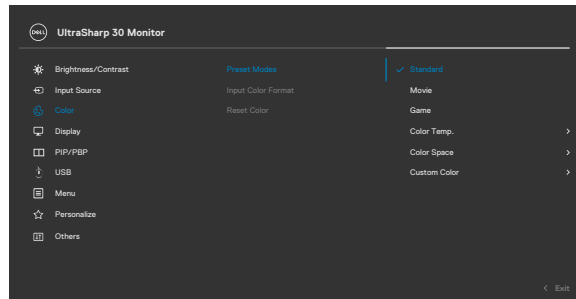 DELL UltraSharp 30 Monitor
Brightness/Contrast Preset Modes Standard
Input Source Input Color Format Movie
Color Reset Color Game
Display Color Temp.
PIP/PBP Color Space
USB Custom Color
Menu
Personalize
Others
Exit